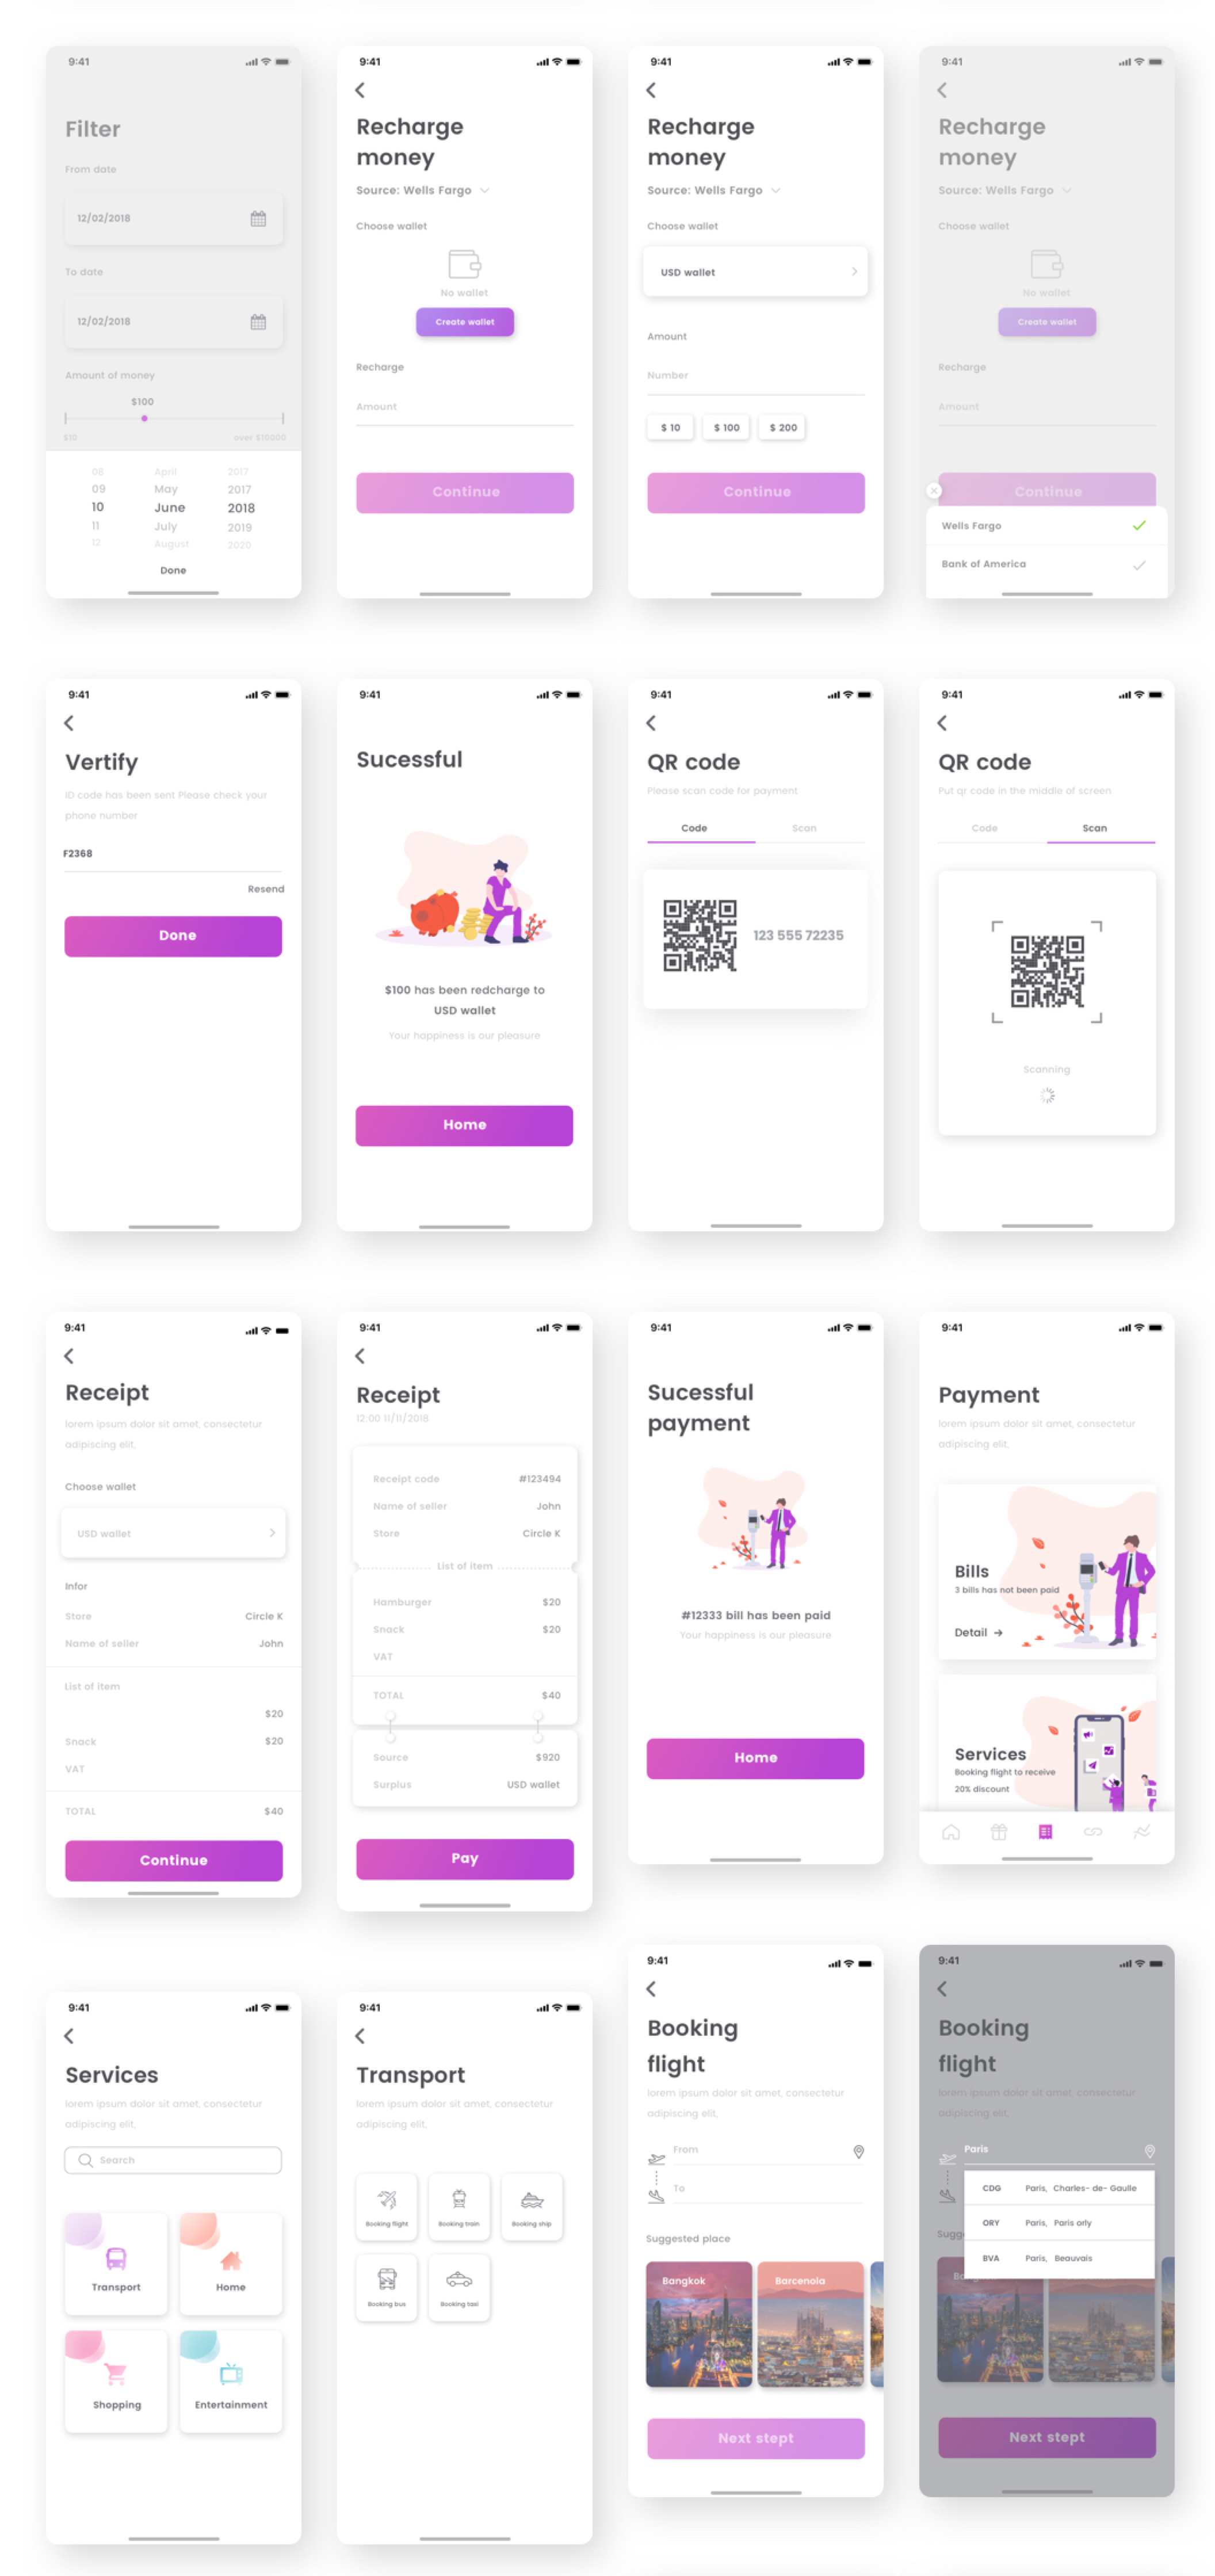 9:41
Filter
From date
12/02/2018
To date
12/02/2018
Amount of money
$100
$10 over $10000
08 April 2017
09 May 2017
10 June 2018
11 July 2019
12 August 2020
Done
9:41
Recharge
money
Source: Wells Fargo
Choose wallet
No wallet
Create wallet
Recharge
Amount
Continue
9:41
Recharge
money
Source: Wells Fargo
Choose wallet
USD wallet
Amount
Number
$ 10 $ 100 $ 200
Continue
9:41
Recharge
money
Source: Wells Fargo
Choose wallet
No wallet
Create wallet
Recharge
Amount
Continue
Wells Fargo
Bank of America
9:41
Vertify
ID code has been sent Please check your
phone number
F2368
Resend
Done
9:41
Sucessful
$100 has been redcharge to
USD wallet
Your happiness is our pleasure
Home
9:41
QR code
Please scan code for payment
Code Scan
123 555 72235
9:41
QR code
Put qr code in the middle of screen
Code Scan
Scanning
9:41
Receipt
lorem ipsum dolor sit amet, consectetur
adipiscing elit,
Choose wallet
USD wallet
Infor
Store Circle K
Name of seller John
List of item
$20
Snack $20
VAT
TOTAL $40
Continue
9:41
Receipt
12:00 11/11/2018
Receipt code #123494
Name of seller John
Store Circle K
List of item
Hamburger $20
Snack $20
VAT
TOTAL $40
Source $920
Surplus USD wallet
Pay
9:41
Sucessful
payment
#12333 bill has been paid
Your happiness is our pleasure
Home
9:41
Payment
lorem ipsum dolor sit amet, consectetur
adipiscing elit.
Bills
3 bills has not been paid
Detail →
Services
Booking flight to receive
20% discount
9:41
Services
lorem ipsum dolor sit amet, consectetur
adipiscing elit,
Search
Transport Home
Shopping Entertainment
9:41
Transport
lorem ipsum dolor sit amet, consectetur
adipiscing elit,
Booking flight Booking train Booking ship
Booking bus Booking taxi
9:41
Booking
flight
lorem ipsum dolor sit amet, consectetur
adipiscing elit,
From
To
Suggested place
Bangkok Barcenola
Next stept
9:41
Booking
flight
lorem ipsum dolor sit amet, consectetur
adipiscing elit,
Paris
CDG Paris, Charles- de- Gaulle
ORY Paris, Paris orly
Sugg
BVA Paris, Beauvais
Next stept